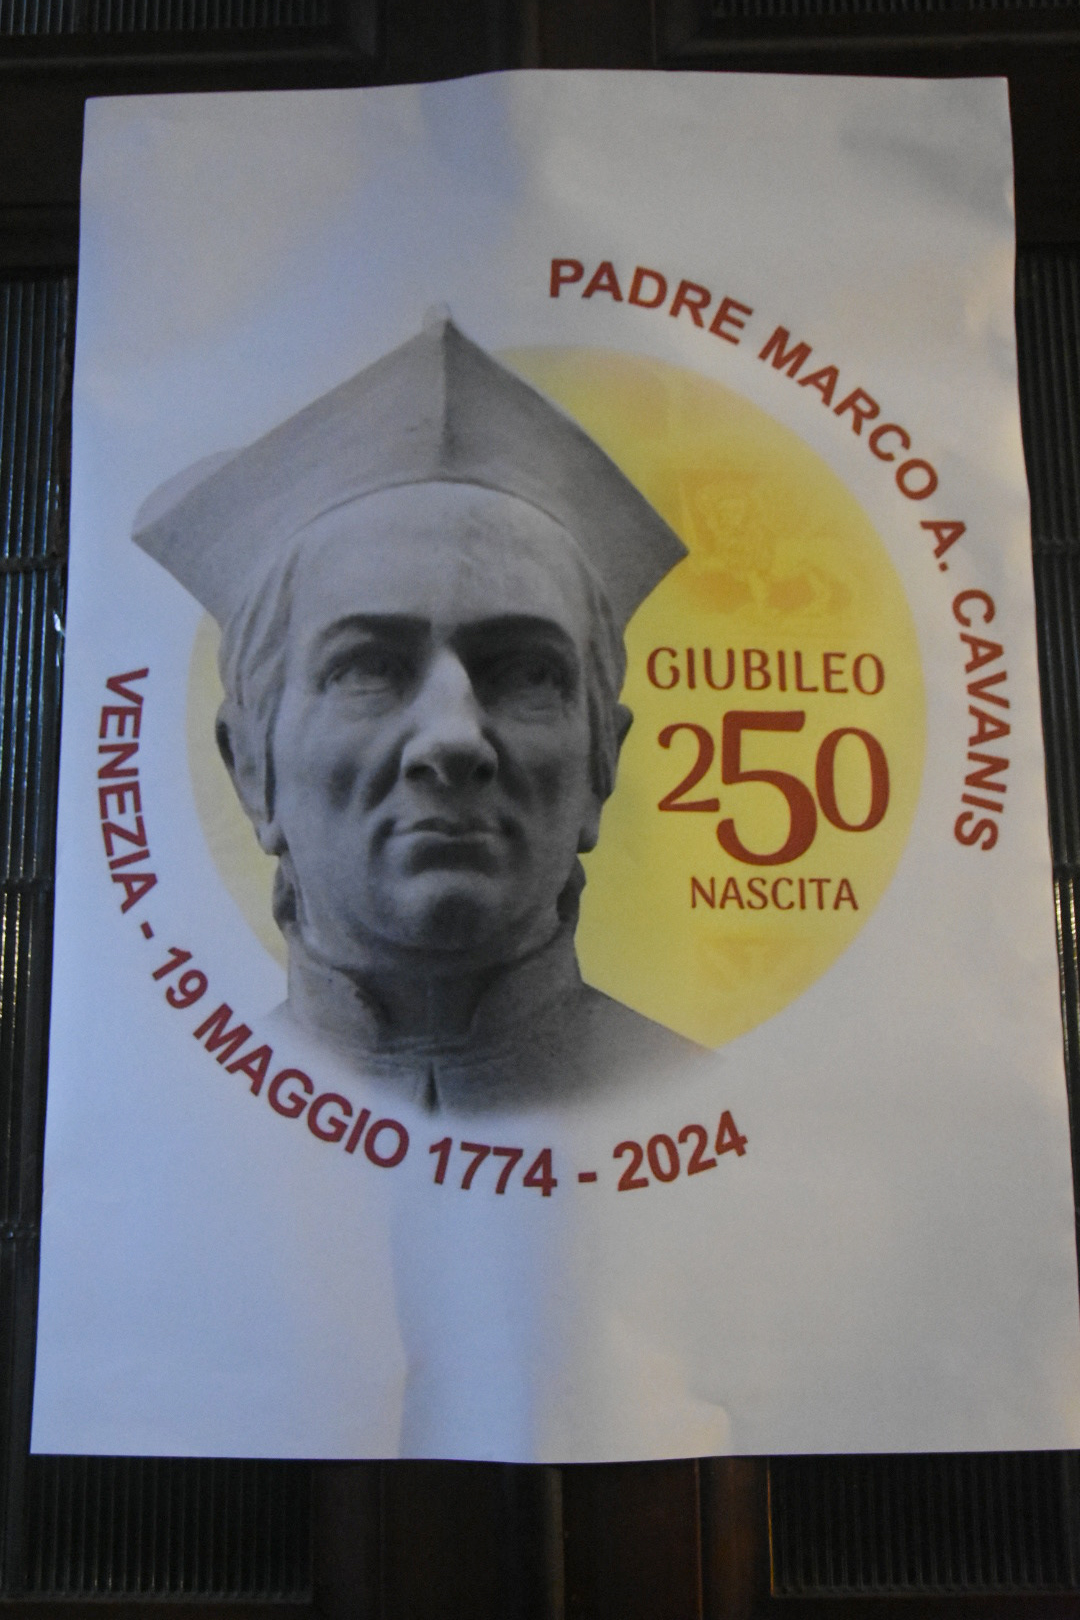 PADRE MARCO A. CAVANIS
GIUBILEO
250
NASCITA
VENEZIA - 19 MAGGIO 1774 - 2024